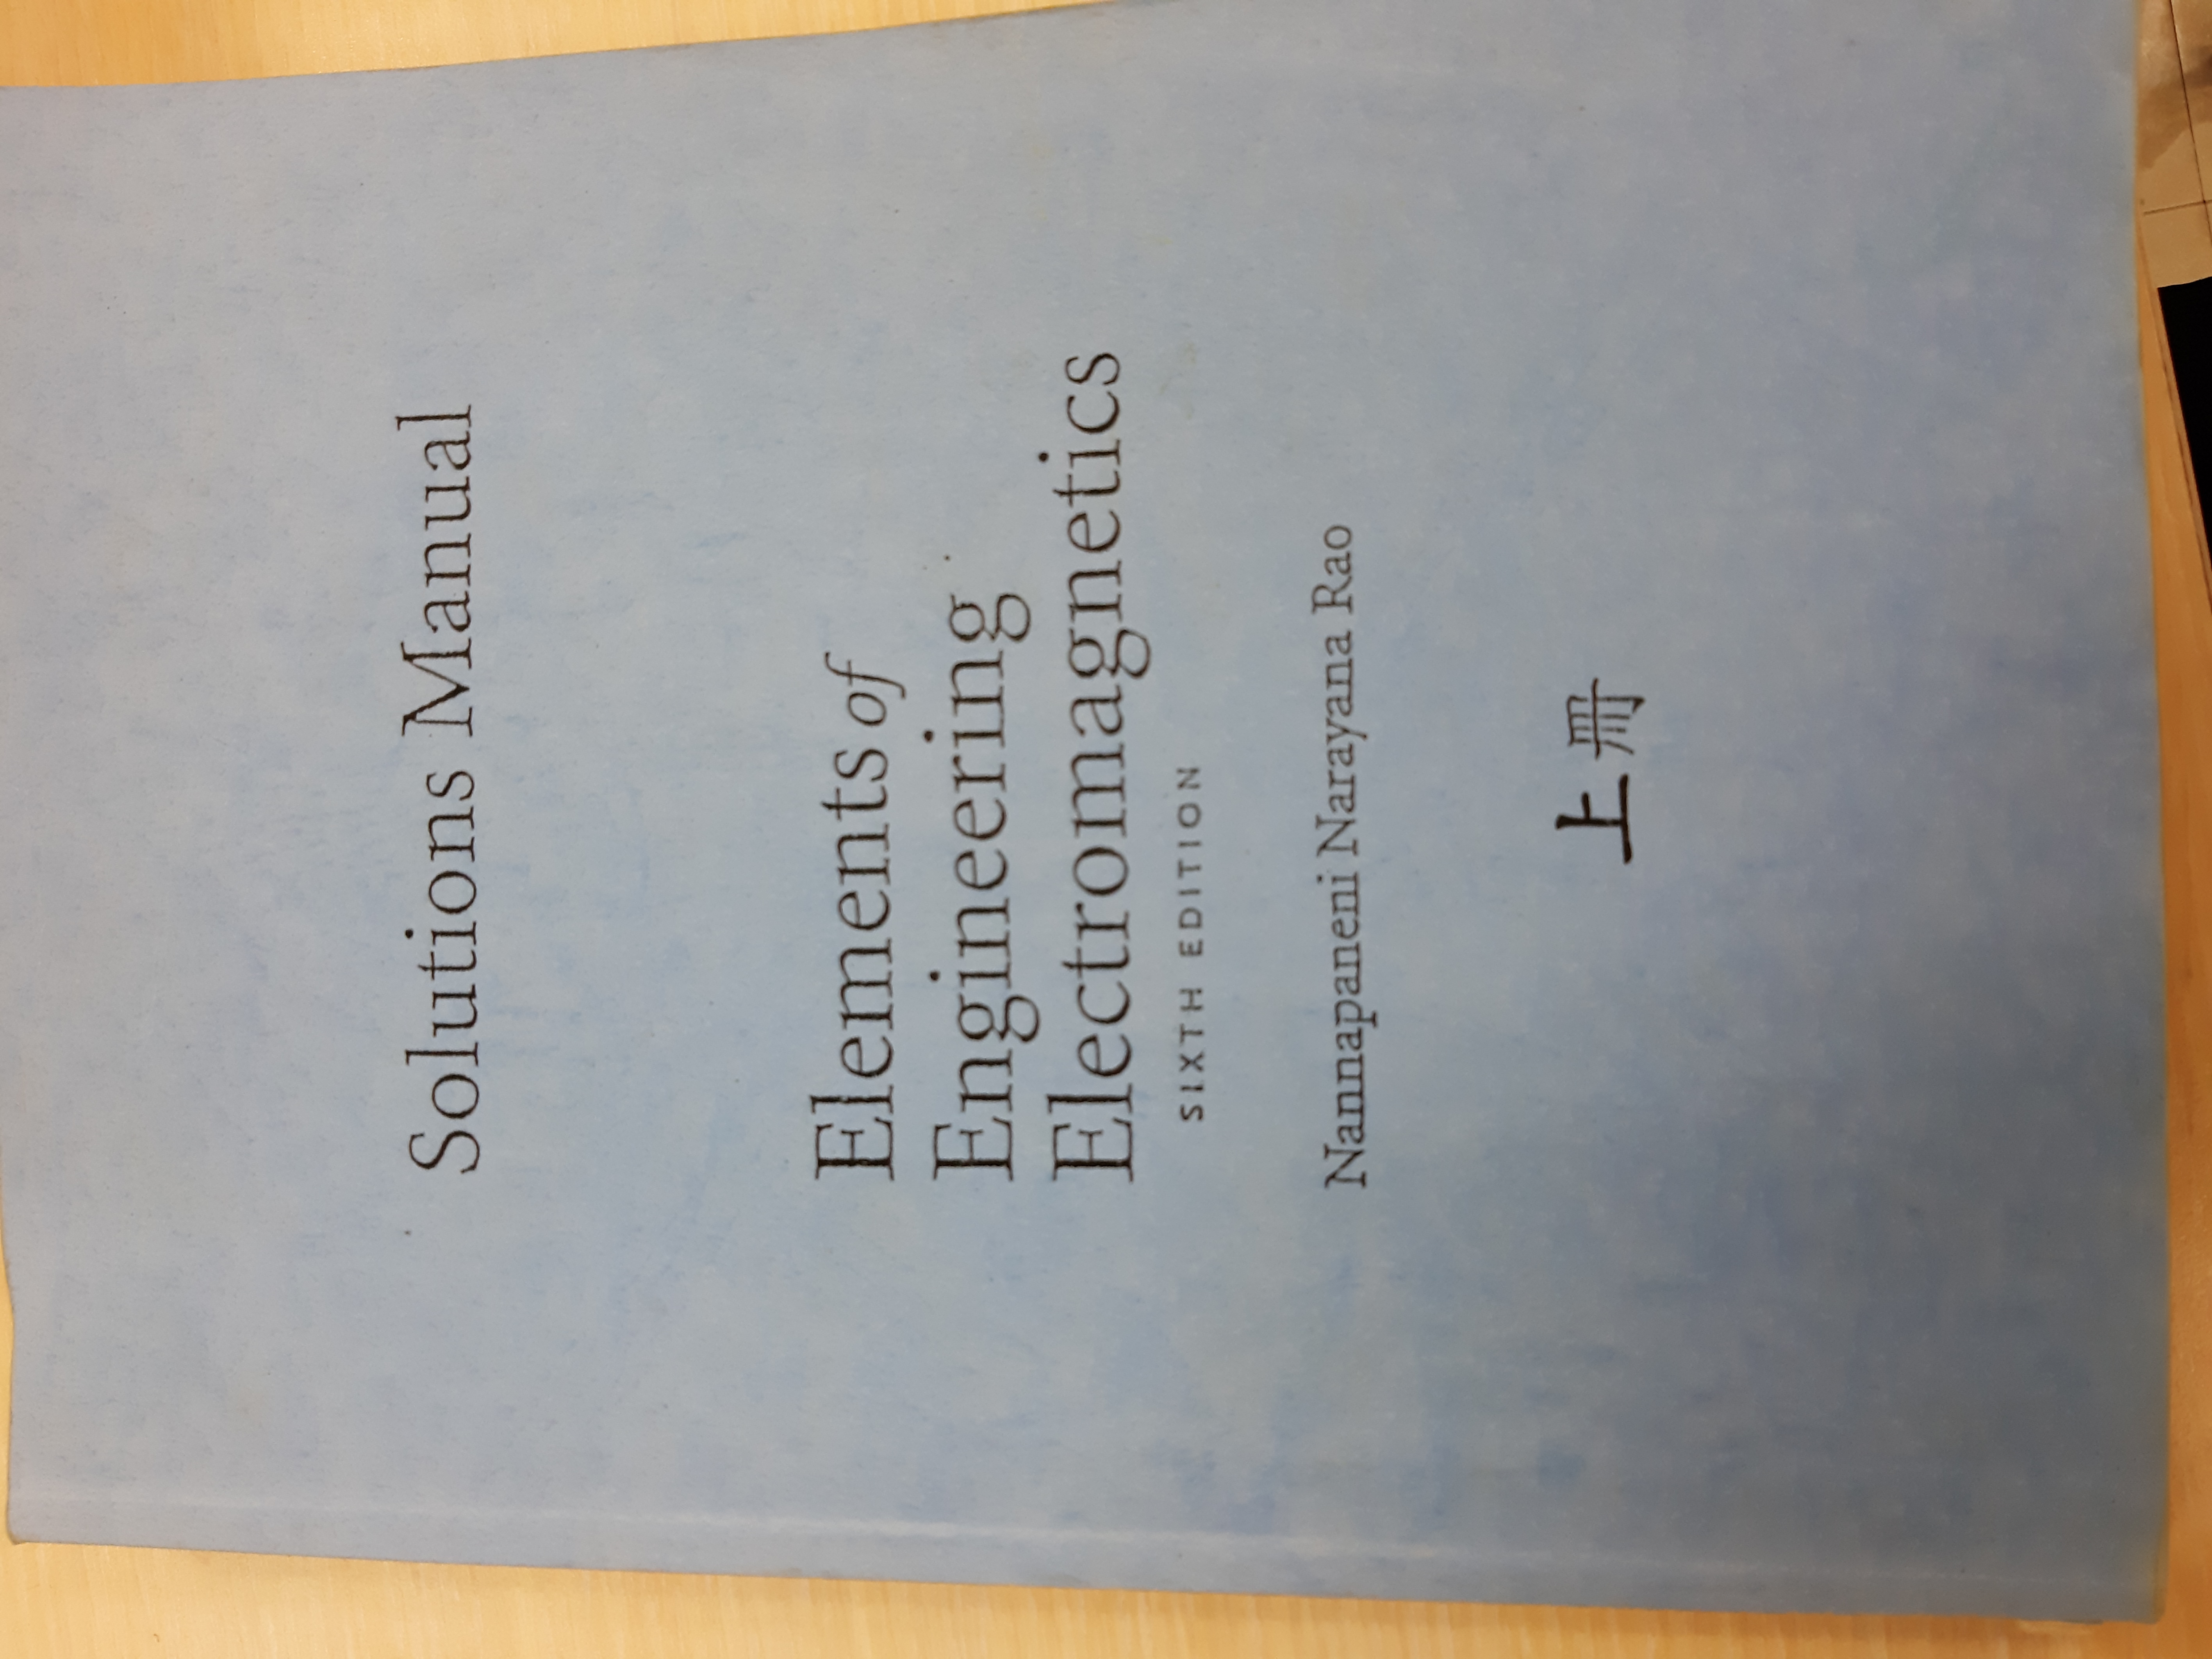 Solutions Manual
Elements of
Engineering
Electromagnetics
SIXTH EDITION
Nannapaneni Narayana Rao
上冊